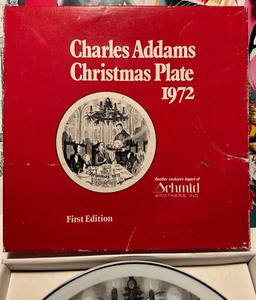 Charles Addams
Christmas Plate
1972
Another exclusive import of
Schmid
BROTHERS, INC.
First Edition